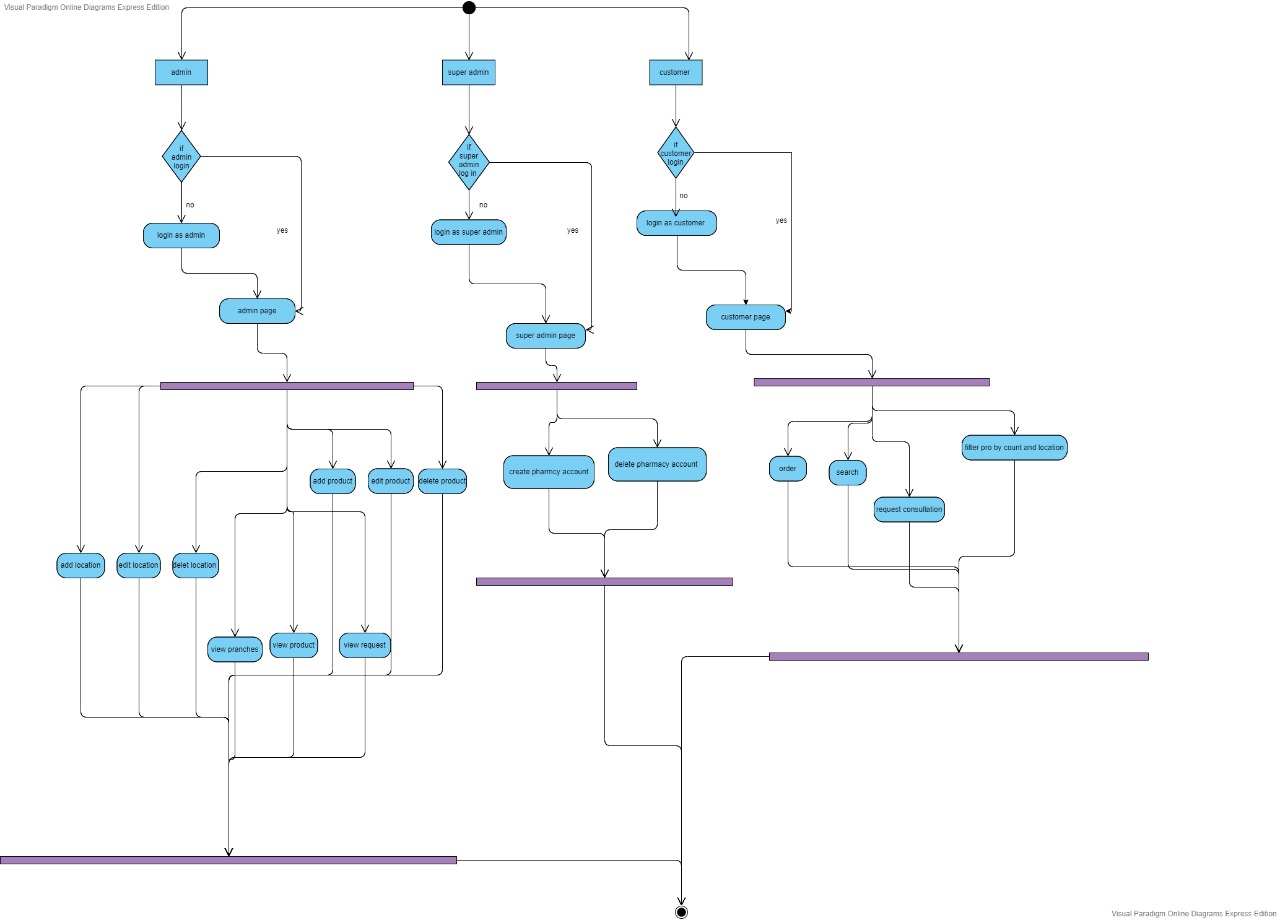 Visual Paradigm Online Diagrams Express Edition
admin
super admin
customer
if
admin
login
if
super
admin
log in
if
customer
login
no
no
no
login as admin
login as super admin
login as customer
yes
yes
yes
admin page
super admin page
customer page
add product
edit product
delete product
create pharmcy account
delete pharmacy account
order
search
request consullation
filter pro by count and location
add location
edit location
delet location
view pranches
view product
view request
Visual Paradigm Online Diagrams Express Edition